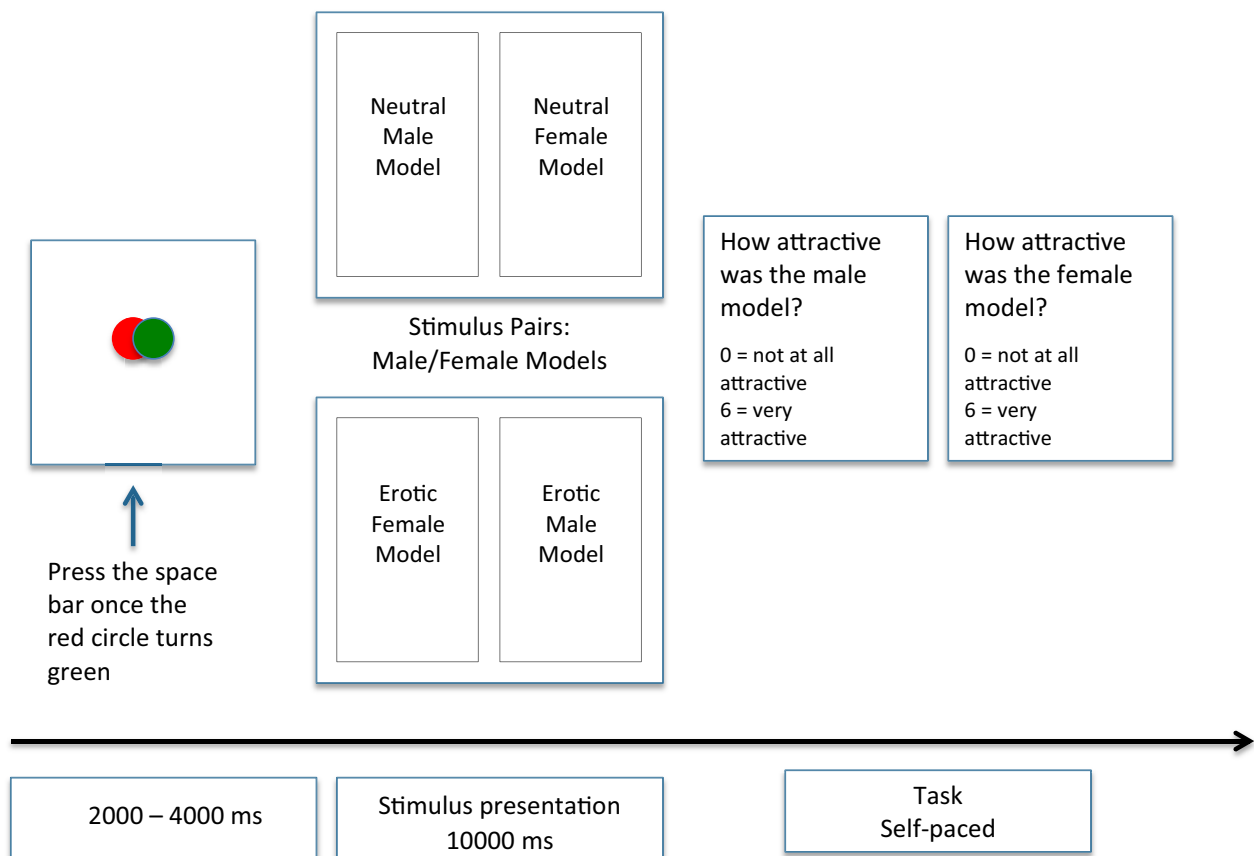 Neutral
Male
Model
Neutral
Female
Model
Stimulus Pairs:
Male/Female Models
Erotic
Female
Model
Erotic
Male
Model
Press the space
bar once the
red circle turns
green
How attractive
was the male
model?
0 = not at all
attractive
6 = very
attractive
How attractive
was the female
model?
0 = not at all
attractive
6 = very
attractive
2000 – 4000 ms
Stimulus presentation
10000 ms
Task
Self-paced